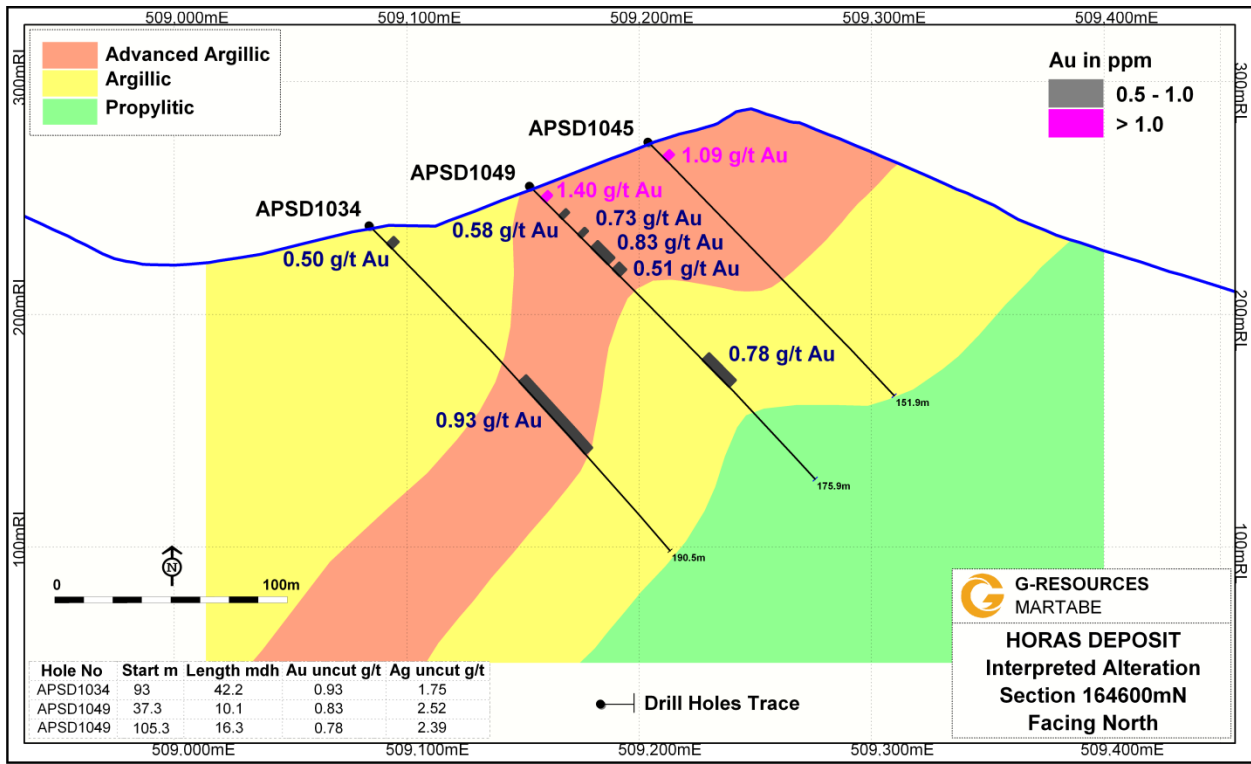 509,000mE 509,100mE 509,200mE 509,300mE 509,400mE
Advanced Argillic
Argillic
Propylitic
Au in ppm
0.5 - 1.0
> 1.0
300mRl
300mRl
APSD1045
1.09 g/t Au
APSD1049
1.40 g/t Au
APSD1034
0.58 g/t Au
0.73 g/t Au
0.83 g/t Au
0.50 g/t Au
0.51 g/t Au
200mRl
200mRl
0.78 g/t Au
151.9m
0.93 g/t Au
175.9m
100mRl
100mRl
190.5m
N
0 100m
G-RESOURCES
MARTABE
HORAS DEPOSIT
Interpreted Alteration
Section 164600mN
Facing North
Hole No Start m Length mdh Au uncut g/t Ag uncut g/t
APSD1034 93 42.2 0.93 1.75
APSD1049 37.3 10.1 0.83 2.52
APSD1049 105.3 16.3 0.78 2.39
Drill Holes Trace
509,000mE 509,100mE 509,200mE 509,300mE 509,400mE